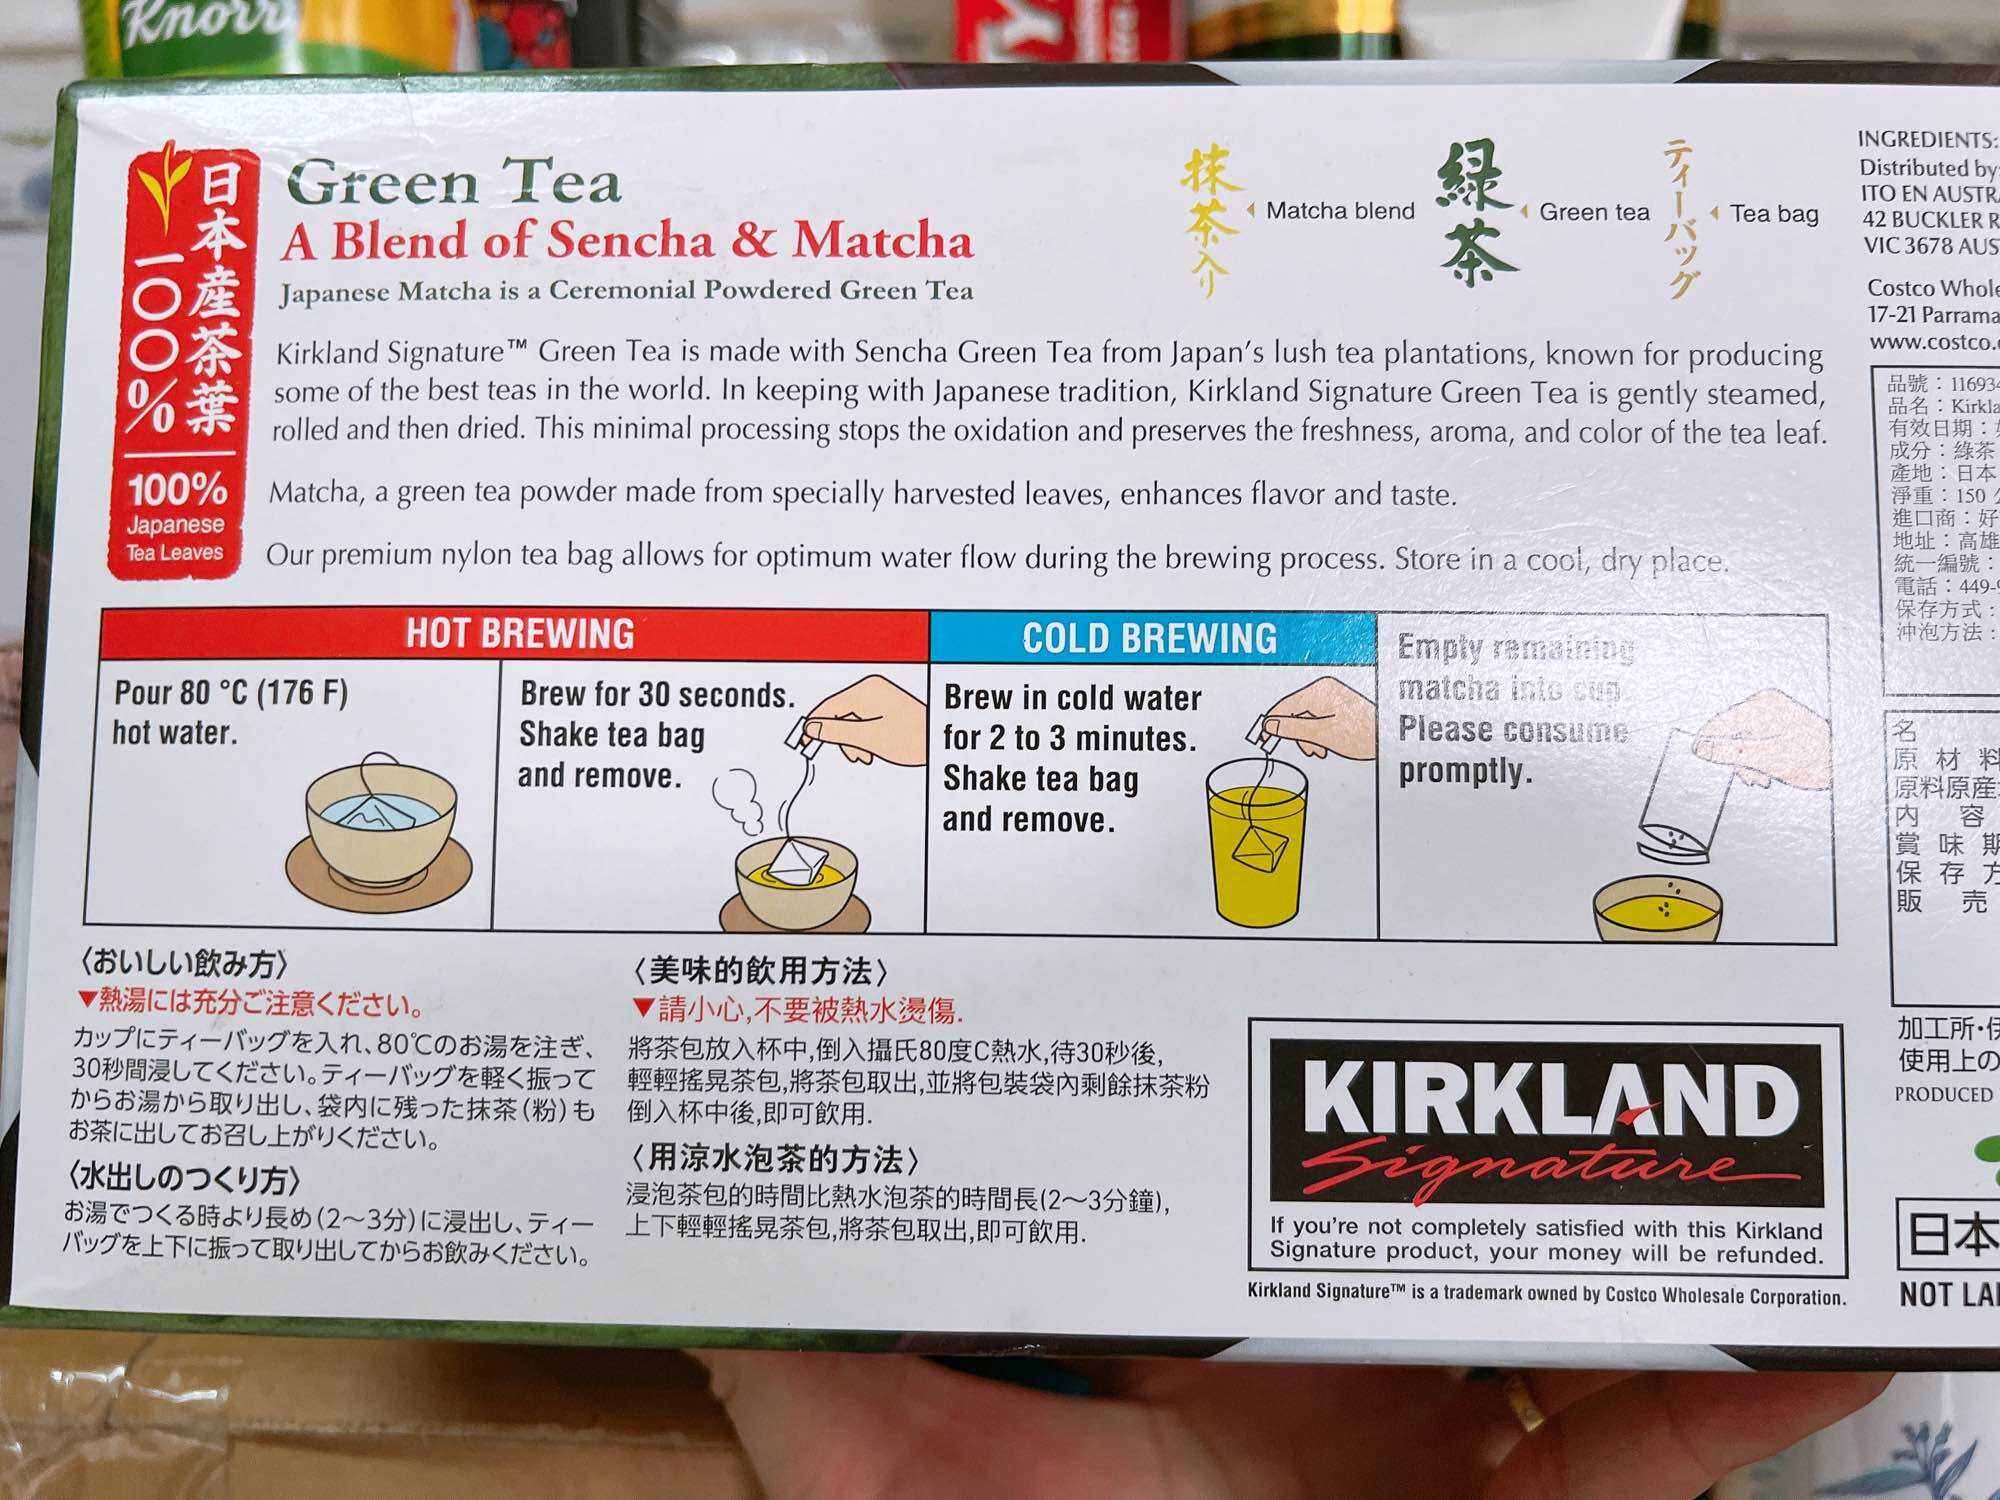 Knorr
日本産茶葉
一〇〇%
100%
Japanese
Tea Leaves
Green Tea
A Blend of Sencha & Matcha
Japanese Matcha is a Ceremonial Powdered Green Tea
抹茶入り
Matcha blend
緑茶
Green tea
ティーバッグ
Tea bag
Kirkland Signature™ Green Tea is made with Sencha Green Tea from Japan's lush tea plantations, known for producing
some of the best teas in the world. In keeping with Japanese tradition, Kirkland Signature Green Tea is gently steamed,
rolled and then dried. This minimal processing stops the oxidation and preserves the freshness, aroma, and color of the tea leaf.
Matcha, a green tea powder made from specially harvested leaves, enhances flavor and taste.
Our premium nylon tea bag allows for optimum water flow during the brewing process. Store in a cool, dry place.
HOT BREWING
Pour 80 °C (176 F)
hot water.
Brew for 30 seconds.
Shake tea bag
and remove.
COLD BREWING
Brew in cold water
for 2 to 3 minutes.
Shake tea bag
and remove.
Empty remaining
matcha into cup
Please consume
promptly.
〈おいしい飲み方〉
▼熱湯には充分ご注意ください。
カップにティーバッグを入れ、80℃のお湯を注ぎ、
30秒間浸してください。ティーバッグを軽く振って
からお湯から取り出し、袋内に残った抹茶(粉)も
お茶に出してお召し上がりください。
〈水出しのつくり方〉
お湯でつくる時より長め(2〜3分)に浸出し、ティー
バッグを上下に振って取り出してからお飲みください。
〈美味的飲用方法〉
▼請小心,不要被熱水燙傷.
將茶包放入杯中,倒入攝氏80度C熱水,待30秒後,
輕輕搖晃茶包,將茶包取出,並將包裝袋內剩餘抹茶粉
倒入杯中後,即可飲用.
〈用涼水泡茶的方法〉
浸泡茶包的時間比熱水泡茶的時間長(2〜3分鐘),
上下輕輕搖晃茶包,將茶包取出,即可飲用.
KIRKLAND
Signature
If you're not completely satisfied with this Kirkland
Signature product, your money will be refunded.
Kirkland Signature™ is a trademark owned by Costco Wholesale Corporation.
INGREDIENTS:
Distributed by
ITO EN AUSTR
42 BUCKLER R
VIC 3678 AUS
Costco Whole
17-21 Parrama
www.costco.
品號：116934
品名：Kirkla
有效日期：
成分：綠茶
產地：日本
淨重：150
進口商：好
地址：高雄
統一編號：
電話：449-
保存方式：
沖泡方法：
名
原材料
原料原産
内容
賞味期
保存方
販売
加工所・伊
使用上の
PRODUCED
日本
NOT LA